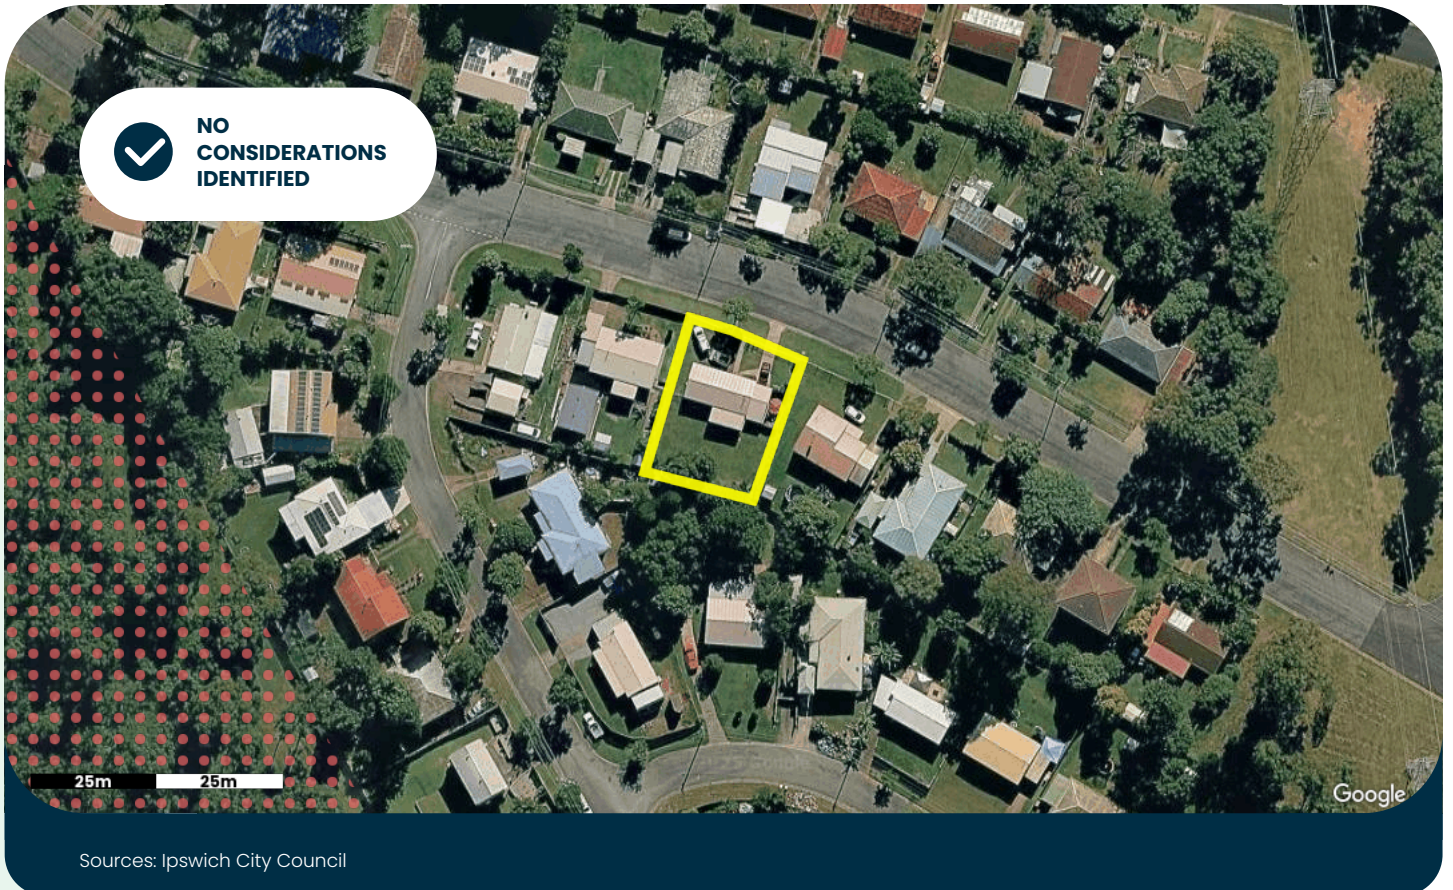 NO
CONSIDERATIONS
IDENTIFIED
25m 25m
Google
Sources: Ipswich City Council